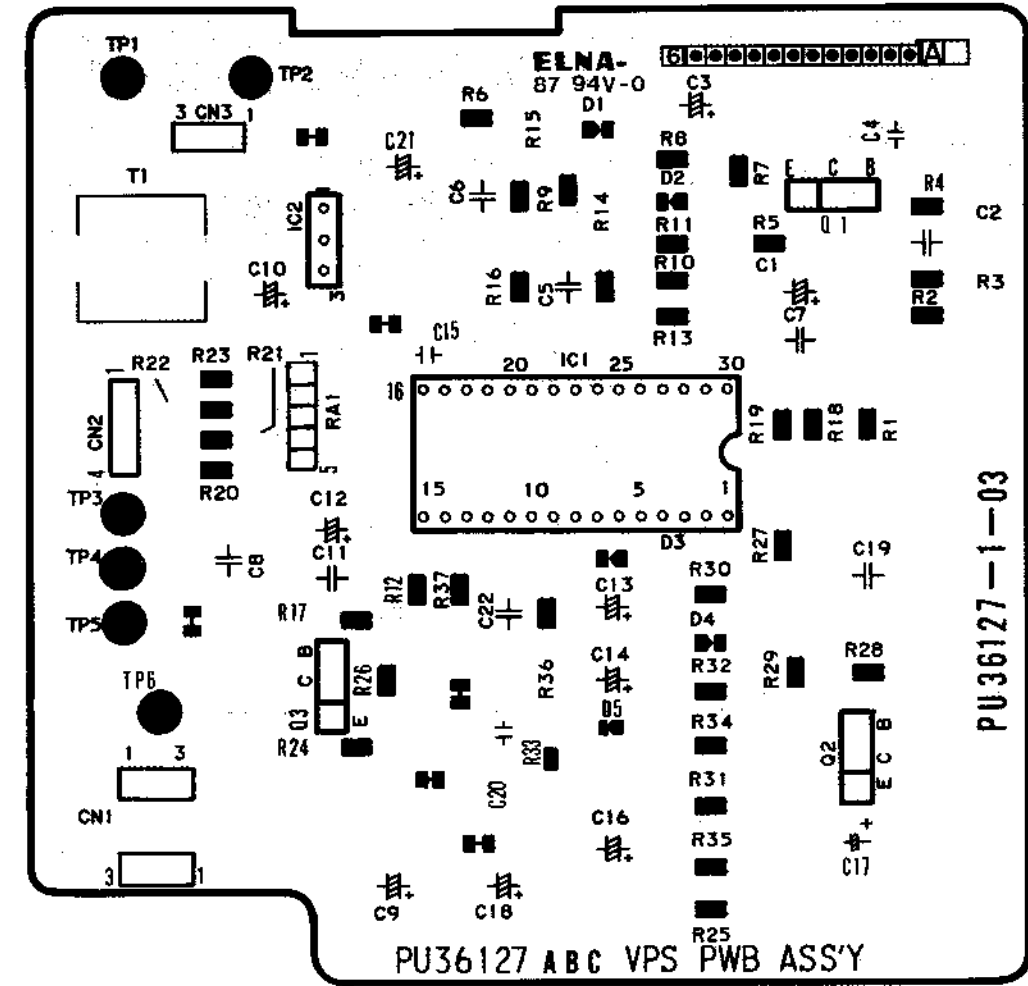 TP1
TP2
3 CN3 1
T1
C21
IC2
3
C10
R6
R15
ELNA-
87 94V-0
D1
C6
R9
R14
R16
C5
6 A
C3
R8
D2
R11
R10
R13
R7
C4
E C B
Q1
R4
C2
R5
C1
R3
R2
C7
C15
R22
R23
R21
1
RA1
5
1
CN2
4
R20
16 20 IC1 25 30
15 10 5 1
R19
R18
R1
TP3
TP4
TP5
TP6
C12
C11
C8
R12
R37
C22
D3
C13
R30
R27
C19
R17
B
C
Q3 E
R26
R24
R36
C14
D5
D4
R32
R29
R28
R34
Q2
B
C
E
R33
C20
R31
1 3
CN1
3 1
C16
R35
C17
C9
C18
R25
PU36127-1-03
PU36127 ABC VPS PWB ASS'Y